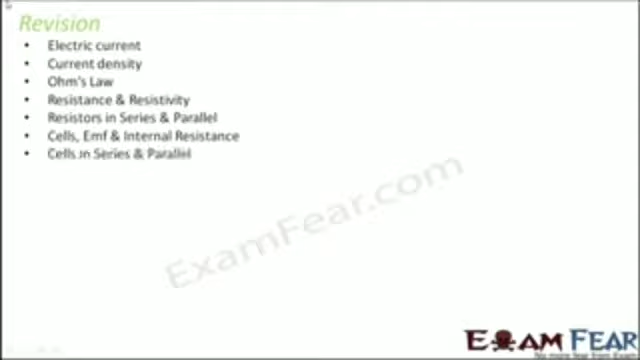 Revision
• Electric current
• Current density
• Ohm's Law
• Resistance & Resistivity
• Resistors in Series & Parallel
• Cells, Emf & Internal Resistance
• Cells in Series & Parallel
ExamFear.com
EXAM FEAR
No more fear from Exam